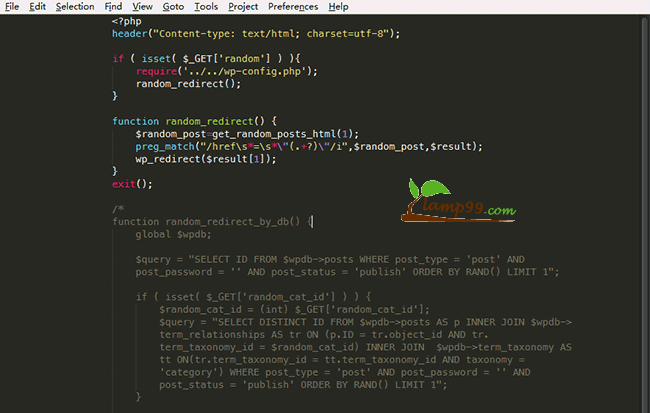 File Edit Selection Find View Goto Tools Project Preferences Help
<?php
header("Content-type: text/html; charset=utf-8");
if ( isset( $_GET['random'] ) ){
require('../../wp-config.php');
random_redirect();
}
function random_redirect() {
$random_post=get_random_posts_html(1);
preg_match("/href\s*=\s*\"(.+?)\"/i",$random_post,$result);
wp_redirect($result[1]);
}
exit();
lamp99.com
/*
function random_redirect_by_db() {
global $wpdb;
$query = "SELECT ID FROM $wpdb->posts WHERE post_type = 'post' AND
post_password = '' AND post_status = 'publish' ORDER BY RAND() LIMIT 1";
if ( isset( $_GET['random_cat_id'] ) ) {
$random_cat_id = (int) $_GET['random_cat_id'];
$query = "SELECT DISTINCT ID FROM $wpdb->posts AS p INNER JOIN $wpdb->
term_relationships AS tr ON (p.ID = tr.object_id AND tr.
term_taxonomy_id = $random_cat_id) INNER JOIN  $wpdb->term_taxonomy AS
tt ON(tr.term_taxonomy_id = tt.term_taxonomy_id AND taxonomy =
'category') WHERE post_type = 'post' AND post_password = '' AND
post_status = 'publish' ORDER BY RAND() LIMIT 1";
}